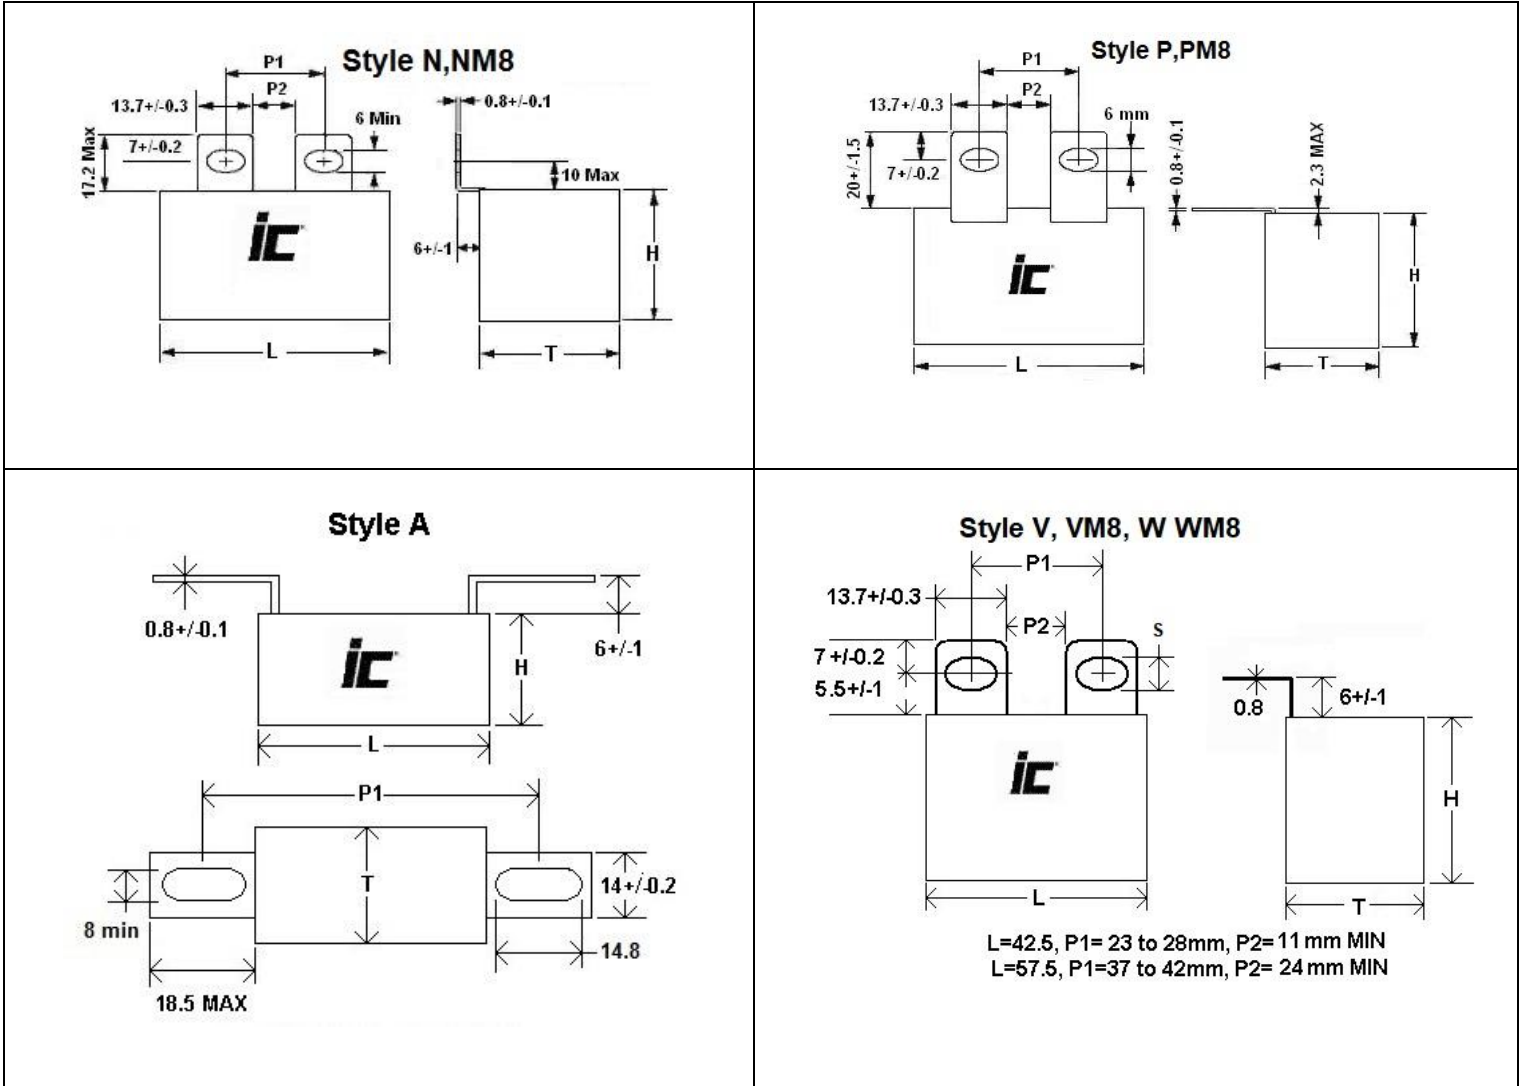 Style N,NM8
P1
P2
13.7+/-0.3
0.8+/-0.1
6 Min
7+/-0.2
17.2 Max
10 Max
ic
6+/-1
H
L
T
Style P,PM8
P1
P2
13.7+/-0.3
6 mm
20+/-1.5
7+/-0.2
0.8+/-0.1
2.3 MAX
ic
H
L
T
Style A
0.8+/-0.1
6+/-1
ic
H
L
P1
T
14+/-0.2
8 min
14.8
18.5 MAX
Style V, VM8, W WM8
P1
13.7+/-0.3
P2
S
7 +/-0.2
5.5+/-1
0.8
6+/-1
ic
H
L
T
L=42.5, P1= 23 to 28mm, P2= 11 mm MIN
L=57.5, P1=37 to 42mm, P2= 24 mm MIN